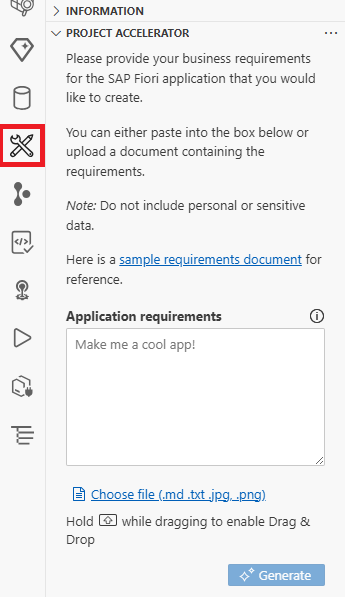 INFORMATION
PROJECT ACCELERATOR
Please provide your business requirements
for the SAP Fiori application that you would
like to create.
You can either paste into the box below or
upload a document containing the
requirements.
Note: Do not include personal or sensitive
data.
Here is a sample requirements document for
reference.
Application requirements
Make me a cool app!
Choose file (.md .txt .jpg, .png)
Hold while dragging to enable Drag &
Drop
Generate